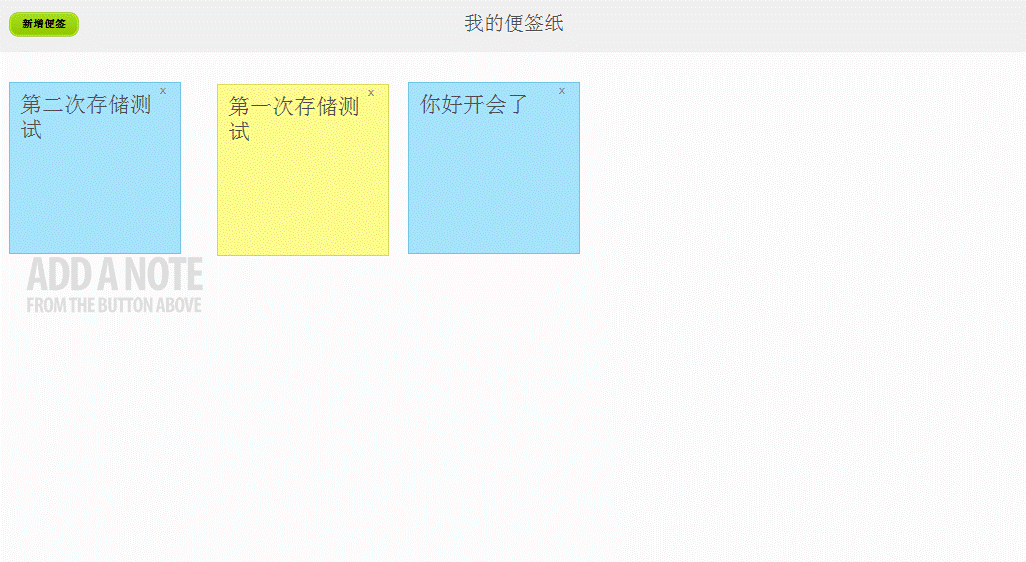 新增便签
我的便签纸
x
第二次存储测
试
x
第一次存储测
试
x
你好开会了
ADD A NOTE
FROM THE BUTTON ABOVE